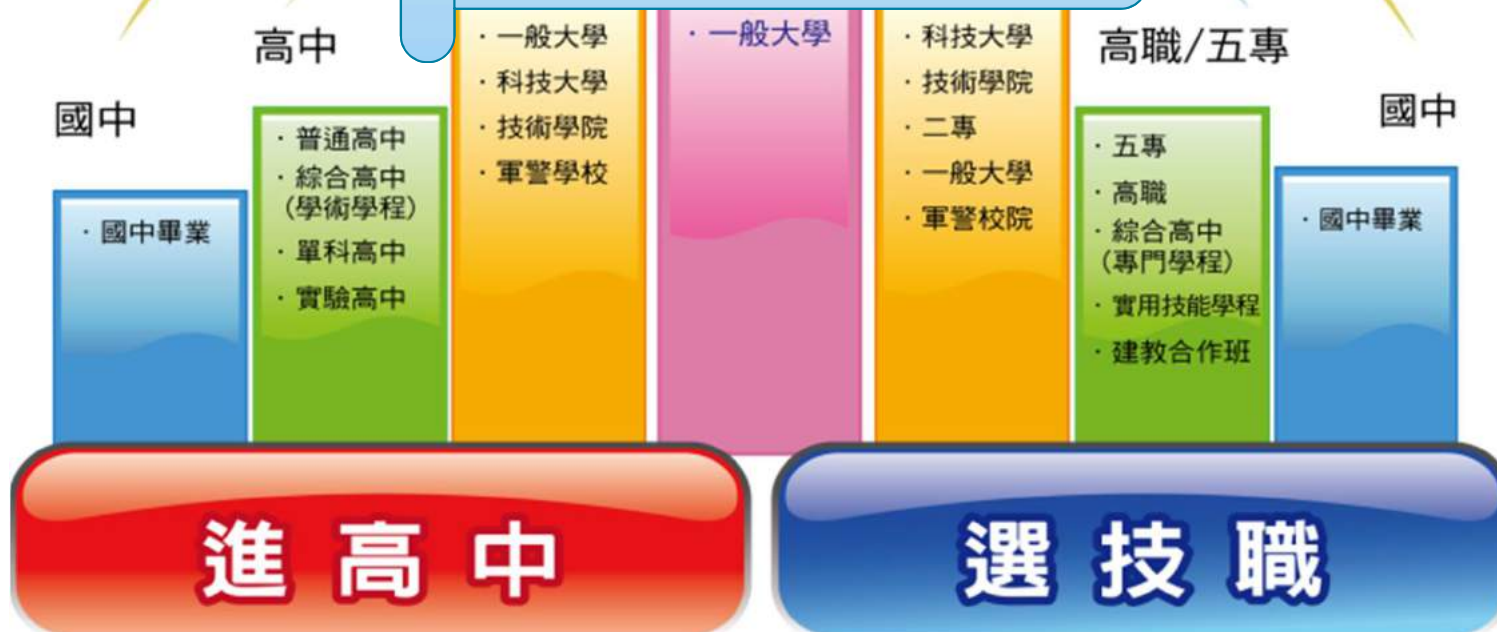 國中
· 國中畢業
高中
· 普通高中
· 綜合高中
(學術學程)
· 單科高中
· 實驗高中
· 一般大學
· 科技大學
· 技術學院
· 軍警學校
· 一般大學
· 科技大學
· 技術學院
· 二專
· 一般大學
· 軍警校院
高職/五專
· 五專
· 高職
· 綜合高中
(專門學程)
· 實用技能學程
· 建教合作班
國中
· 國中畢業
進高中
選技職